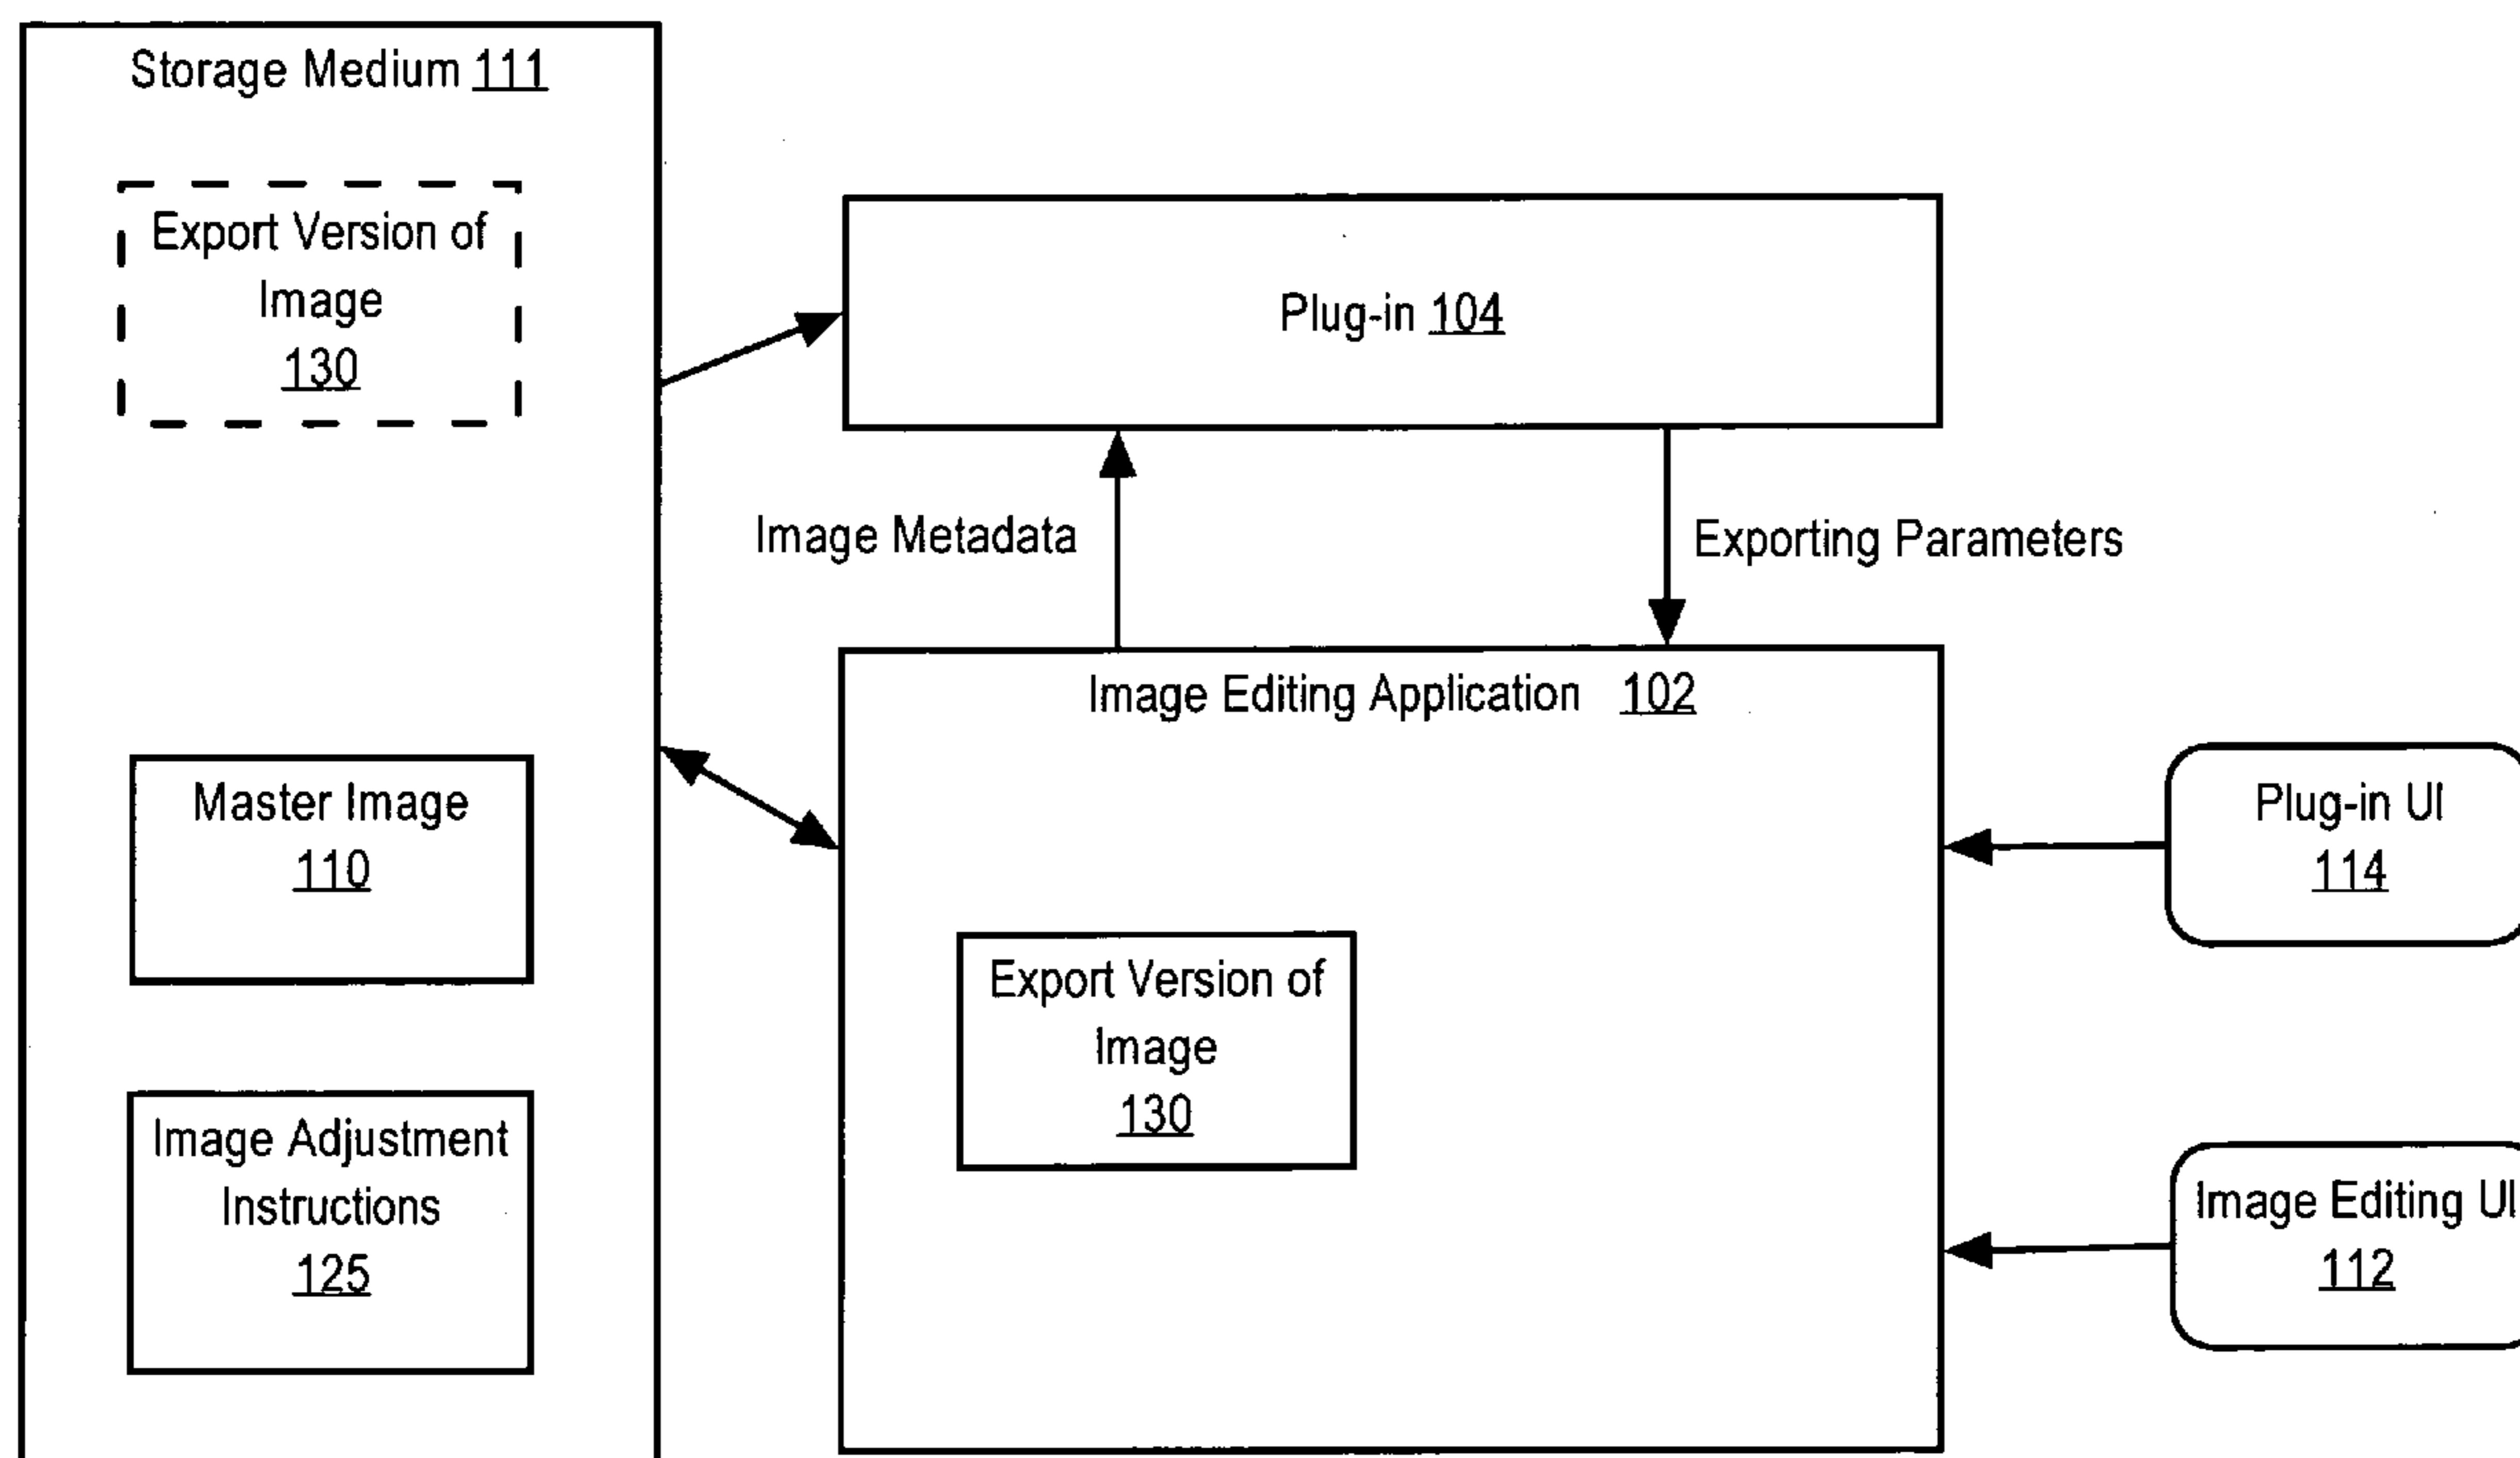 Storage Medium 111
Export Version of
Image
130
Plug-in 104
Image Metadata
Exporting Parameters
Image Editing Application 102
Master Image
110
Plug-in UI
114
Export Version of
Image
130
Image Adjustment
Instructions
125
Image Editing UI
112